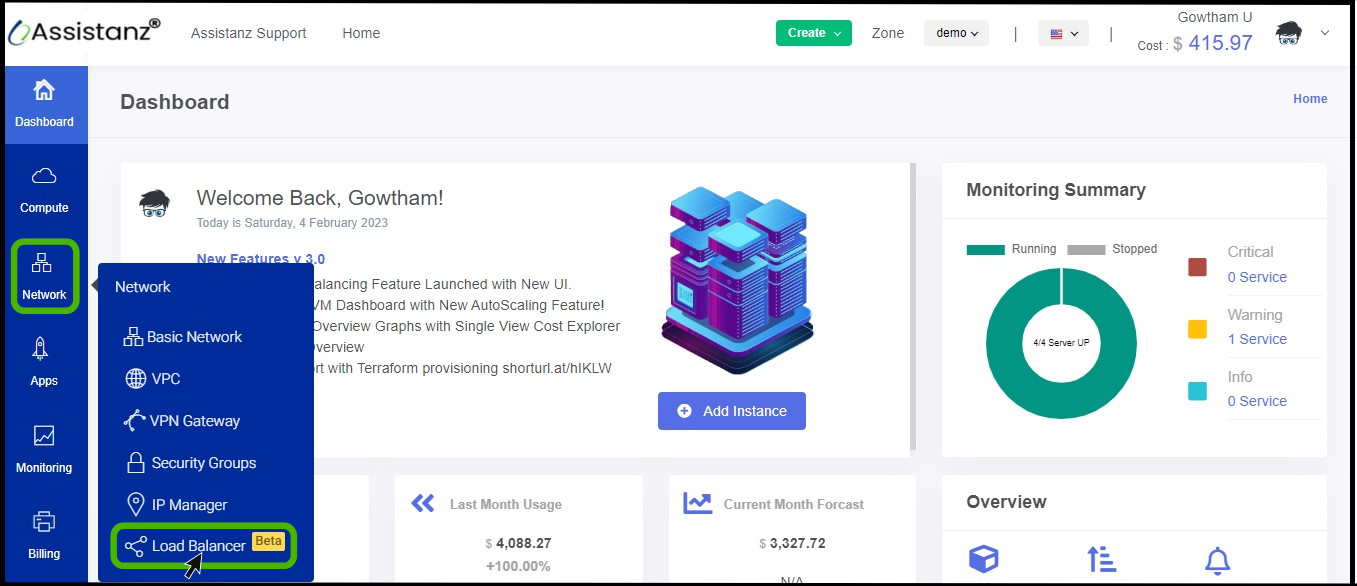 Assistanz®
Assistanz Support
Home
Create
Zone
demo
|
|
Gowtham U
Cost : $ 415.97
Dashboard
Compute
Network
Apps
Monitoring
Billing
Dashboard
Home
Welcome Back, Gowtham!
Today is Saturday, 4 February 2023
New Features v 3.0
alancing Feature Launched with New UI.
VM Dashboard with New AutoScaling Feature!
Overview Graphs with Single View Cost Explorer
verview
rt with Terraform provisioning shorturl.at/hIKLW
Add Instance
Network
Basic Network
VPC
VPN Gateway
Security Groups
IP Manager
Load Balancer Beta
Monitoring Summary
Running Stopped
4/4 Server UP
Critical
0 Service
Warning
1 Service
Info
0 Service
Last Month Usage
$ 4,088.27
+100.00%
Current Month Forcast
$ 3,327.72
N/A
Overview